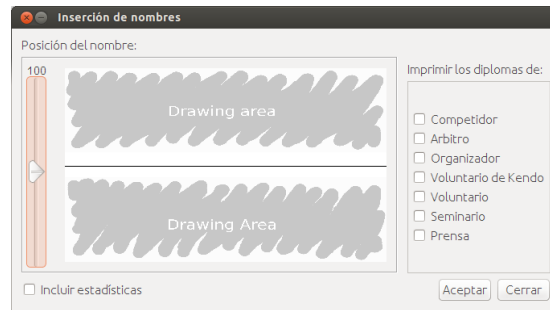 Inserción de nombres
Posición del nombre:
100
Drawing area
Drawing Area
Incluir estadísticas
Imprimir los diplomas de:
Competidor
Arbitro
Organizador
Voluntario de Kendo
Voluntario
Seminario
Prensa
Aceptar
Cerrar